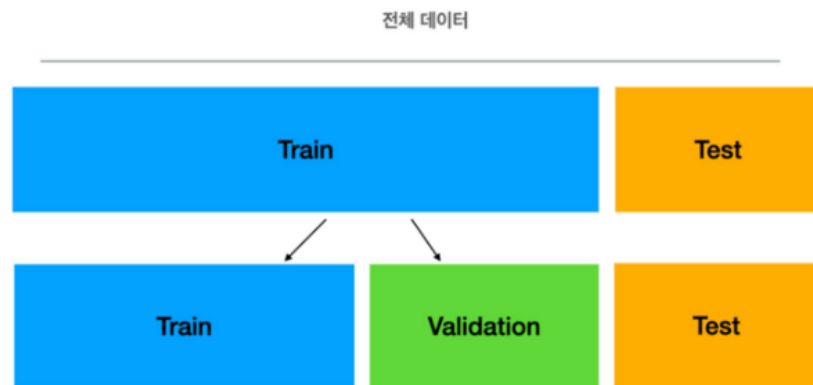 전체 데이터
Train
Test
Train
Validation
Test